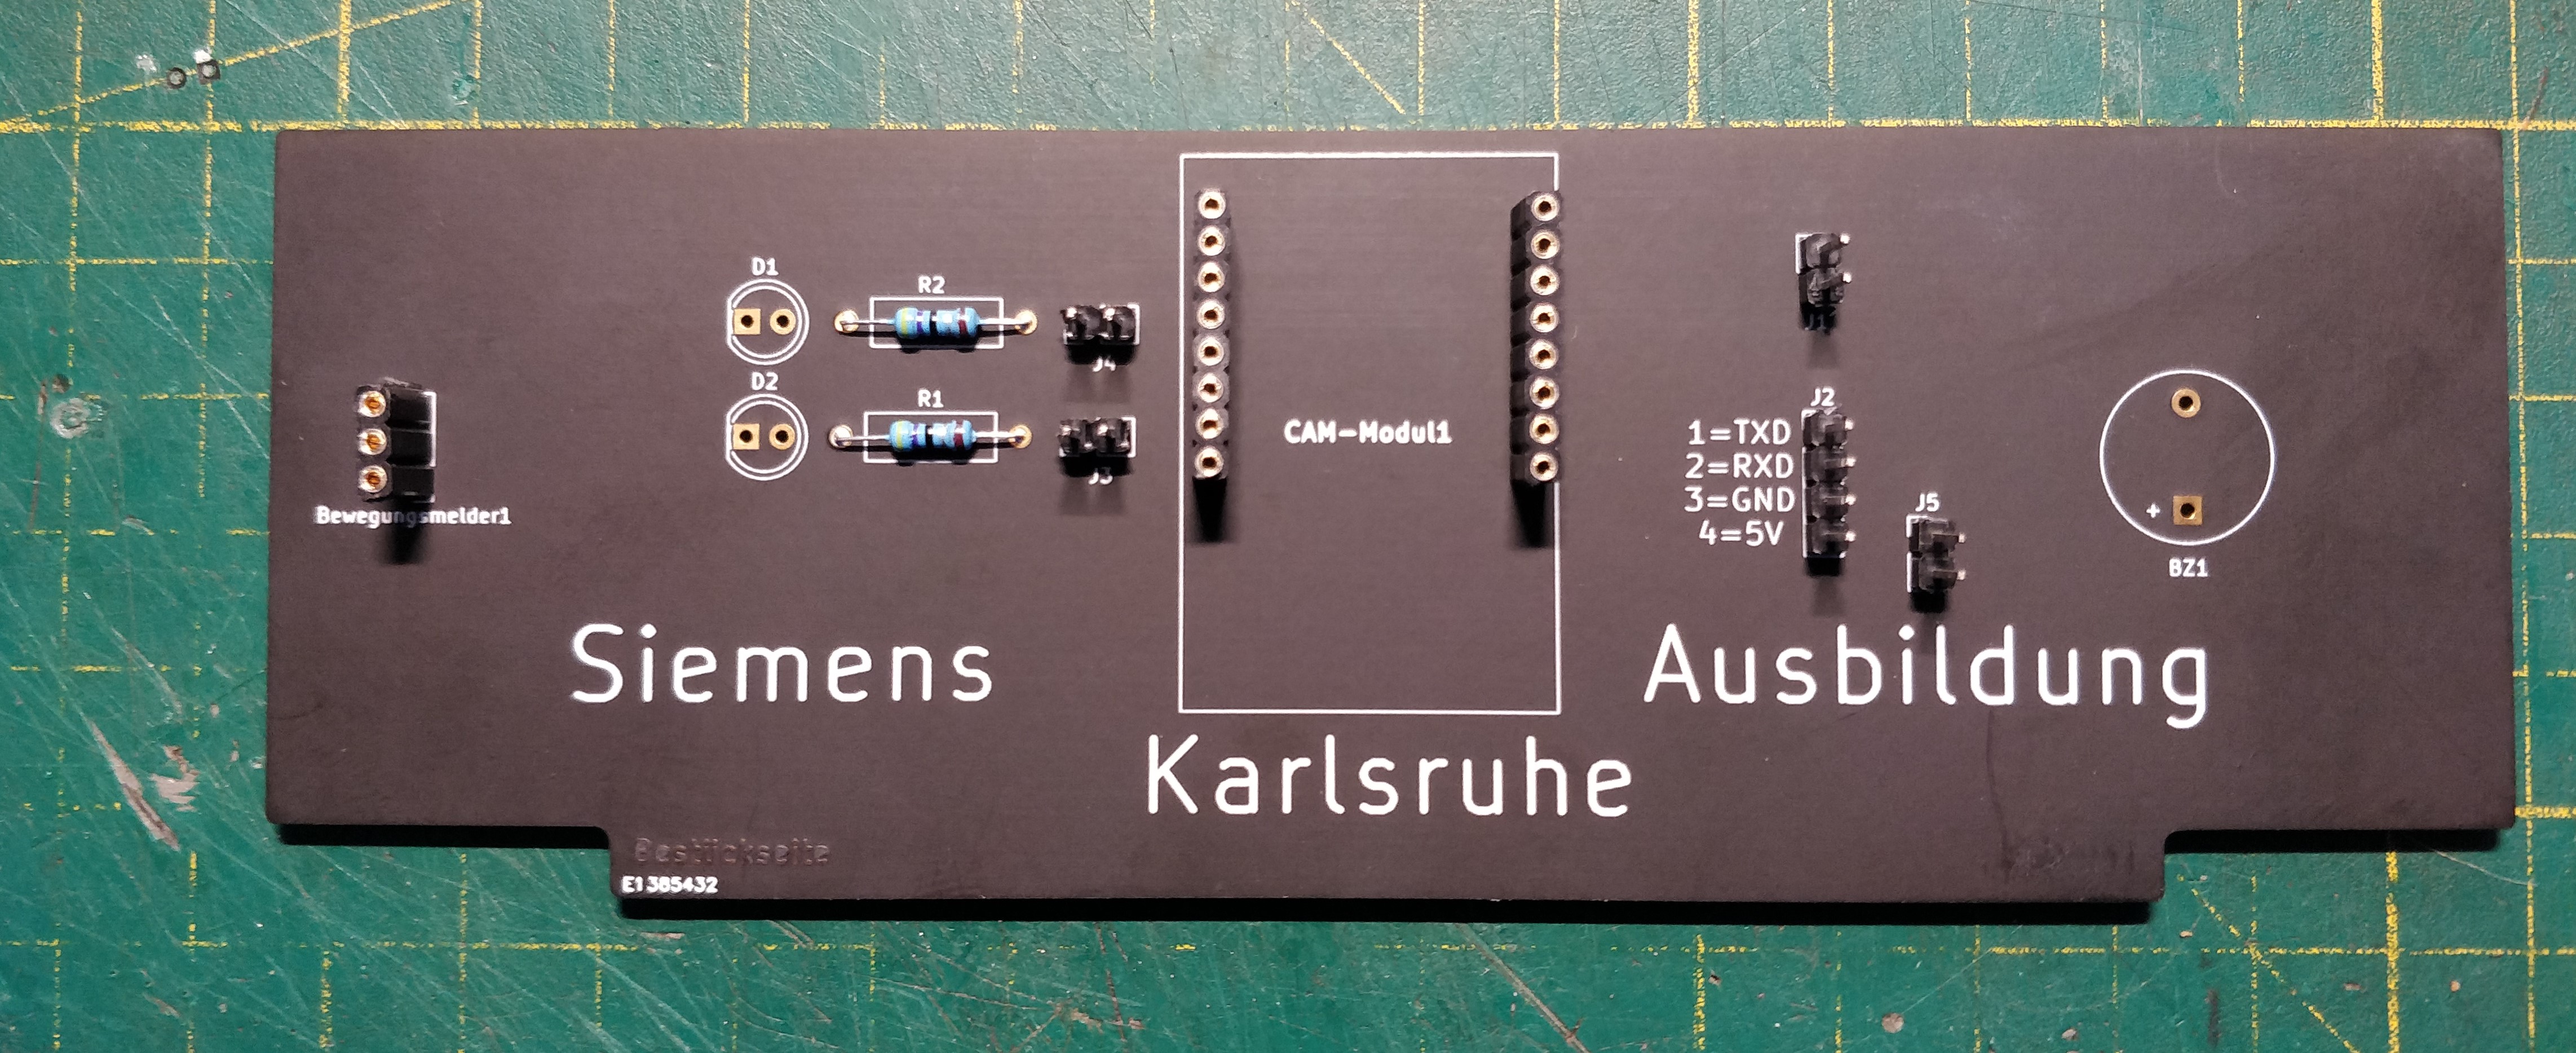 D1
R2
J4
J1
D2
R1
J3
CAM-Modul1
J2
1=TXD
2=RXD
3=GND
4=5V
J5
+
BZ1
Bewegungsmelder1
Siemens
Ausbildung
Karlsruhe
Bestückseite
E1385432